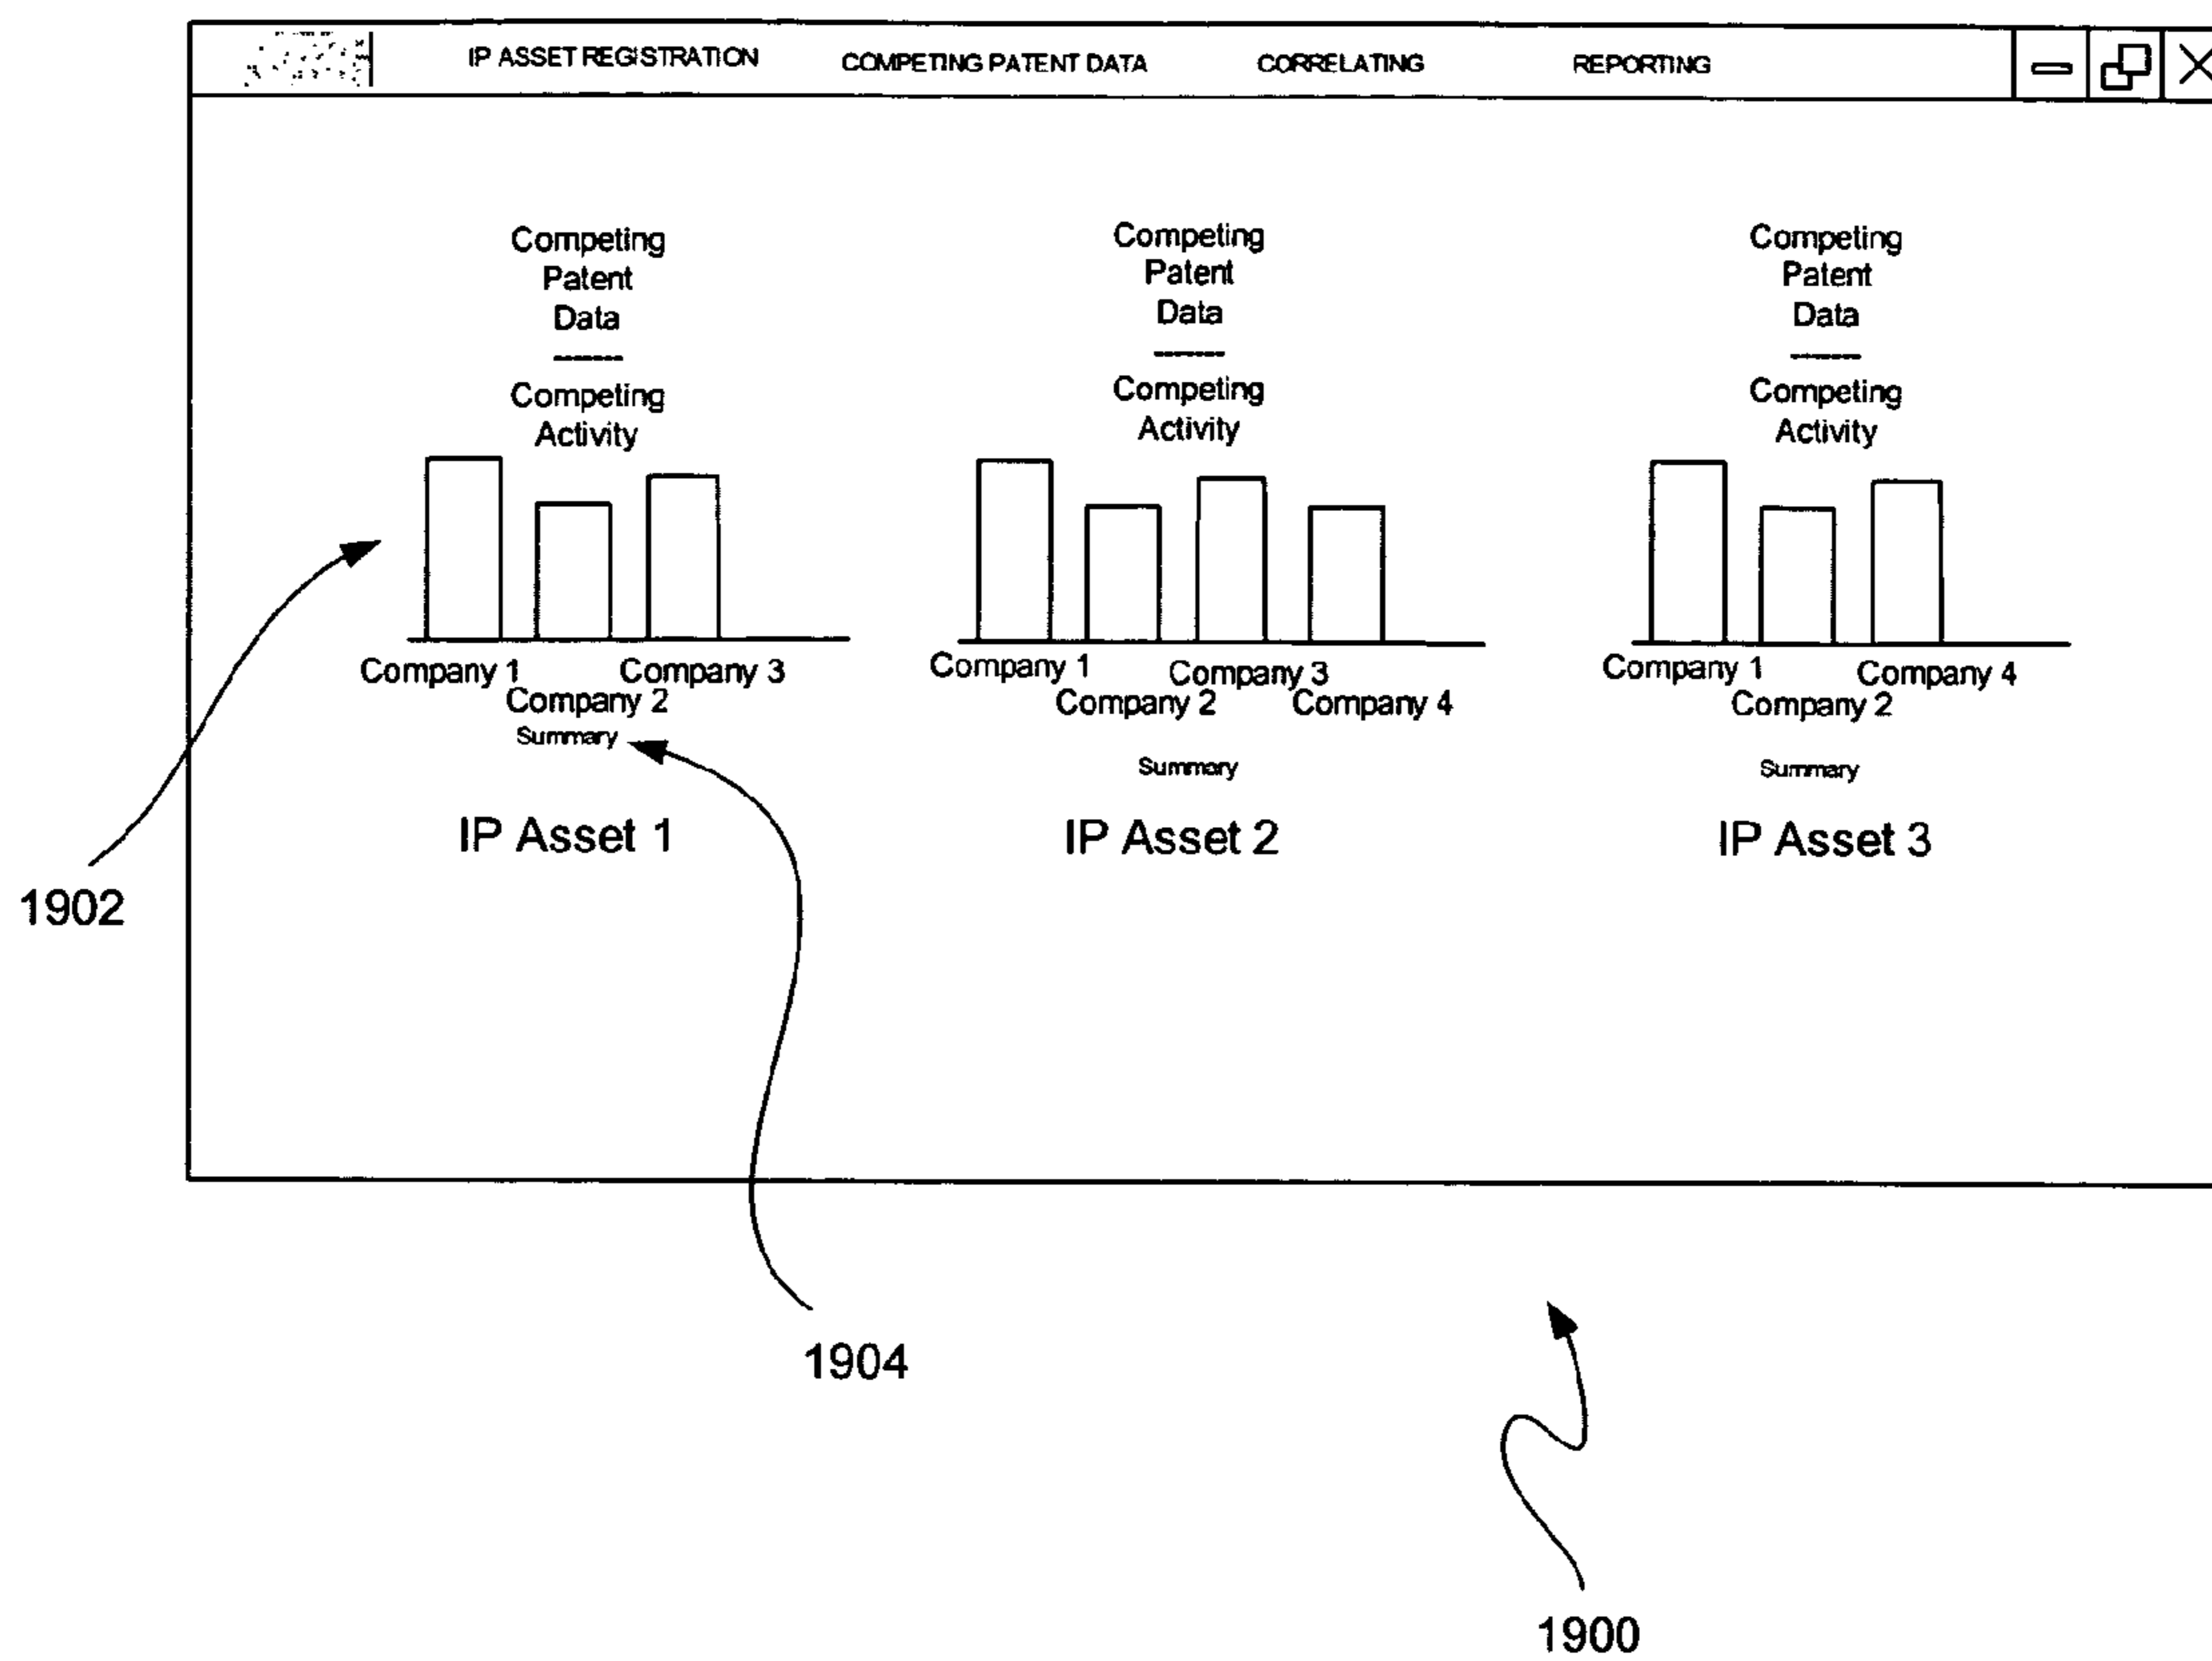 IP ASSET REGISTRATION COMPETING PATENT DATA CORRELATING REPORTING
Competing
Patent
Data
-------
Competing
Activity
Company 1 Company 3
Company 2
Summary
IP Asset 1
Competing
Patent
Data
-------
Competing
Activity
Company 1 Company 3
Company 2 Company 4
Summary
IP Asset 2
Competing
Patent
Data
-------
Competing
Activity
Company 1 Company 4
Company 2
Summary
IP Asset 3
1902
1904
1900